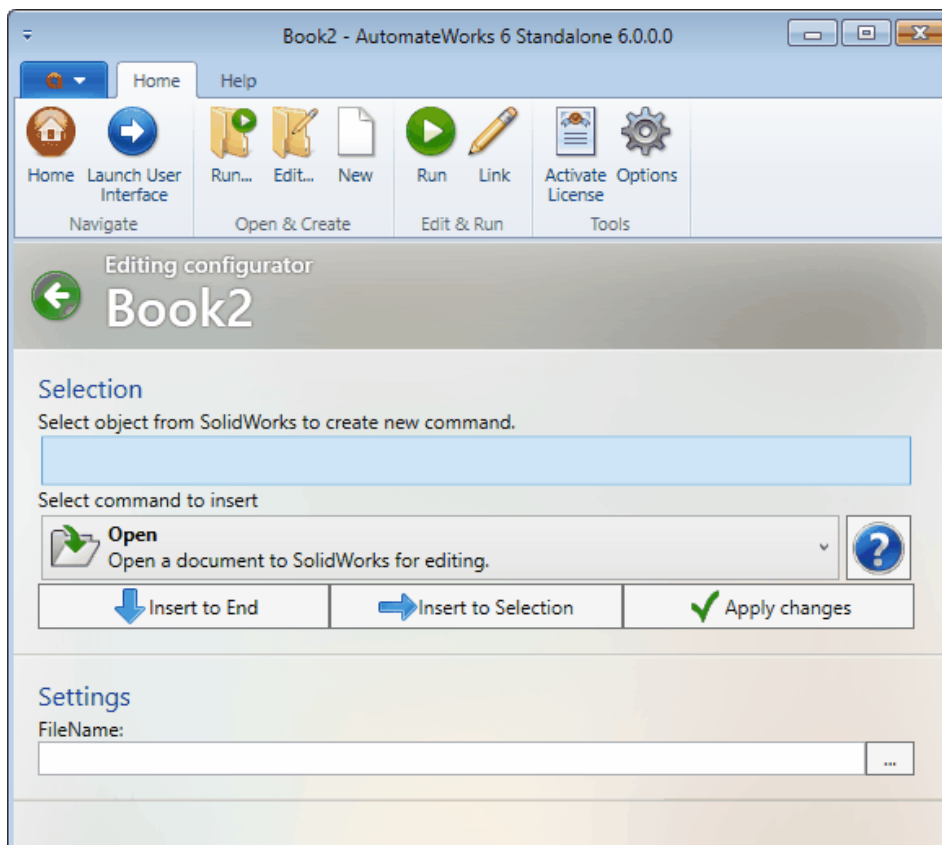 Book2 - AutomateWorks 6 Standalone 6.0.0.0
Home Help
Home Launch User Interface Run... Edit... New Run Link Activate License Options
Navigate Open & Create Edit & Run Tools
Editing configurator
Book2
Selection
Select object from SolidWorks to create new command.
Select command to insert
Open
Open a document to SolidWorks for editing.
Insert to End Insert to Selection Apply changes
Settings
FileName:
...